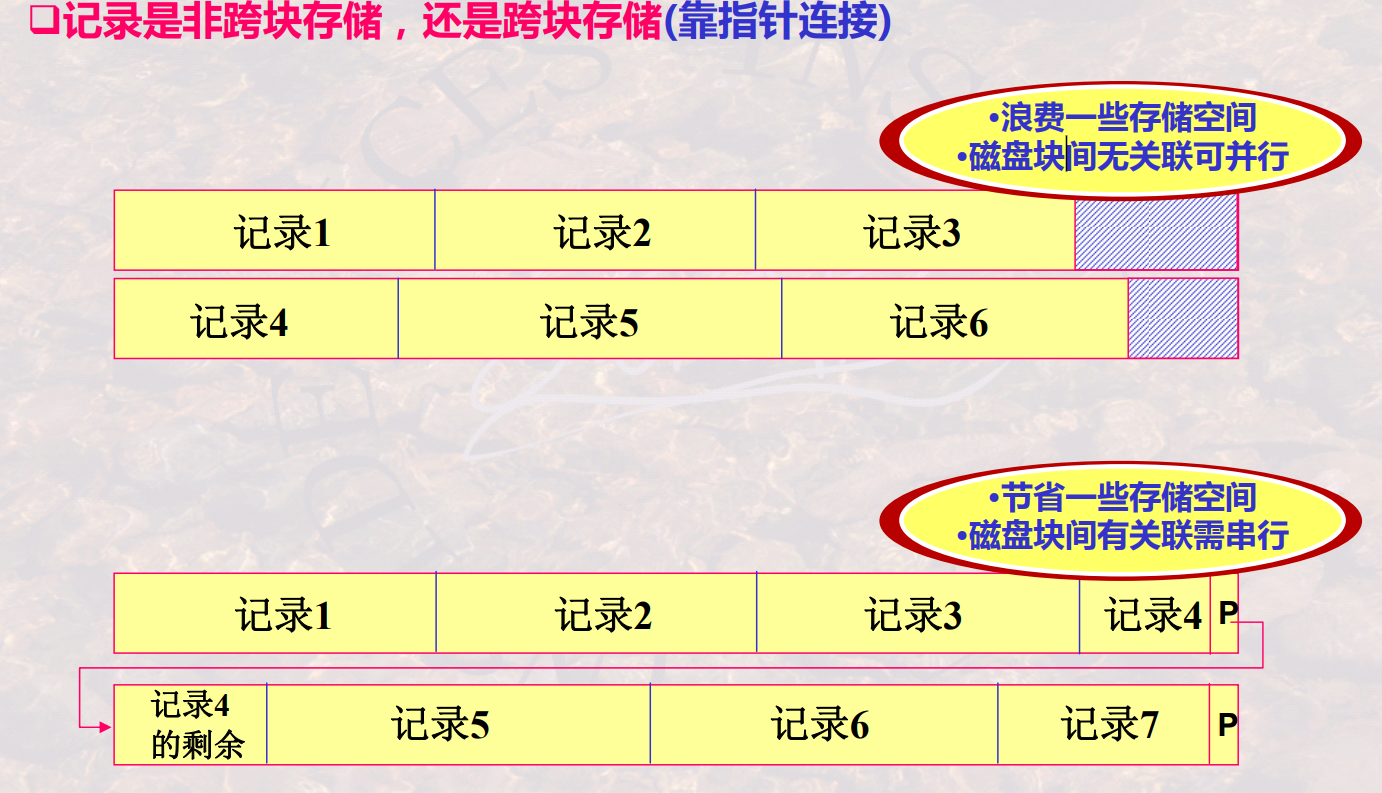 ❑记录是非跨块存储，还是跨块存储(靠指针连接)
•浪费一些存储空间
•磁盘块间无关联可并行
记录1 记录2 记录3
记录4 记录5 记录6
•节省一些存储空间
•磁盘块间有关联需串行
记录1 记录2 记录3 记录4 P
记录4
的剩余
记录5 记录6 记录7 P